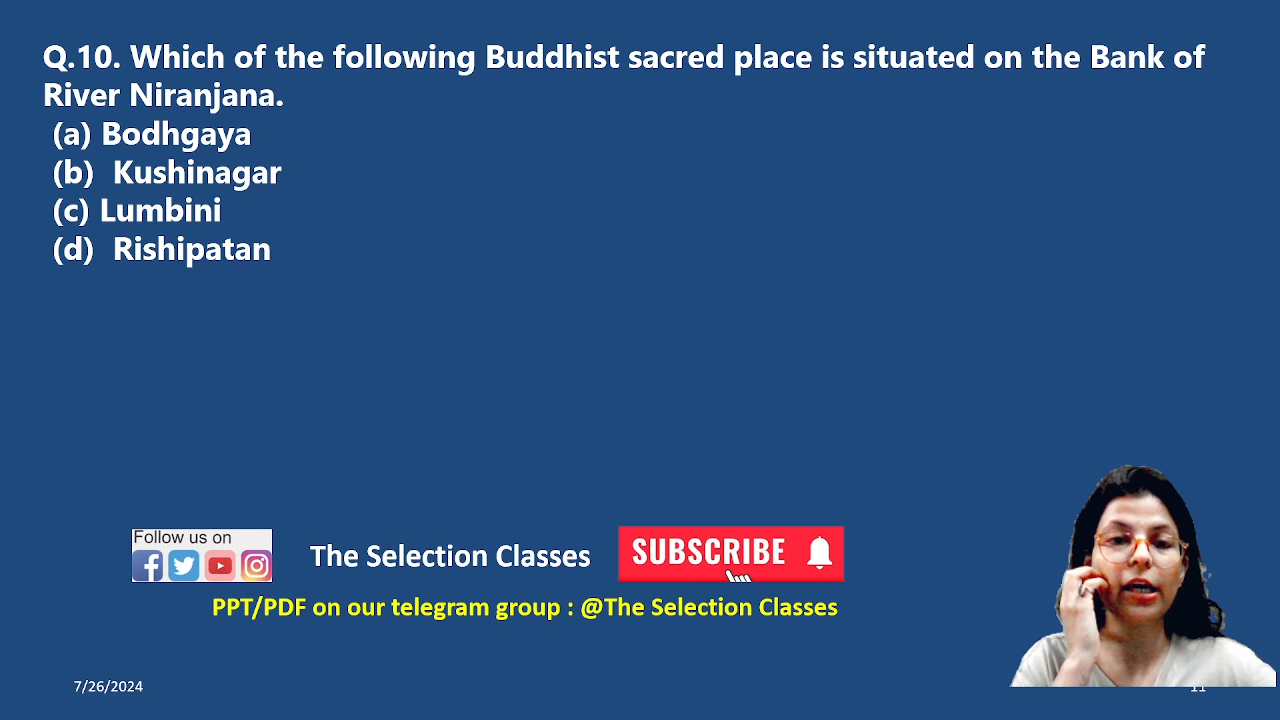 Q.10. Which of the following Buddhist sacred place is situated on the Bank of
River Niranjana.
(a) Bodhgaya
(b) Kushinagar
(c) Lumbini
(d) Rishipatan
Follow us on
The Selection Classes
SUBSCRIBE
PPT/PDF on our telegram group : @The Selection Classes
7/26/2024
11